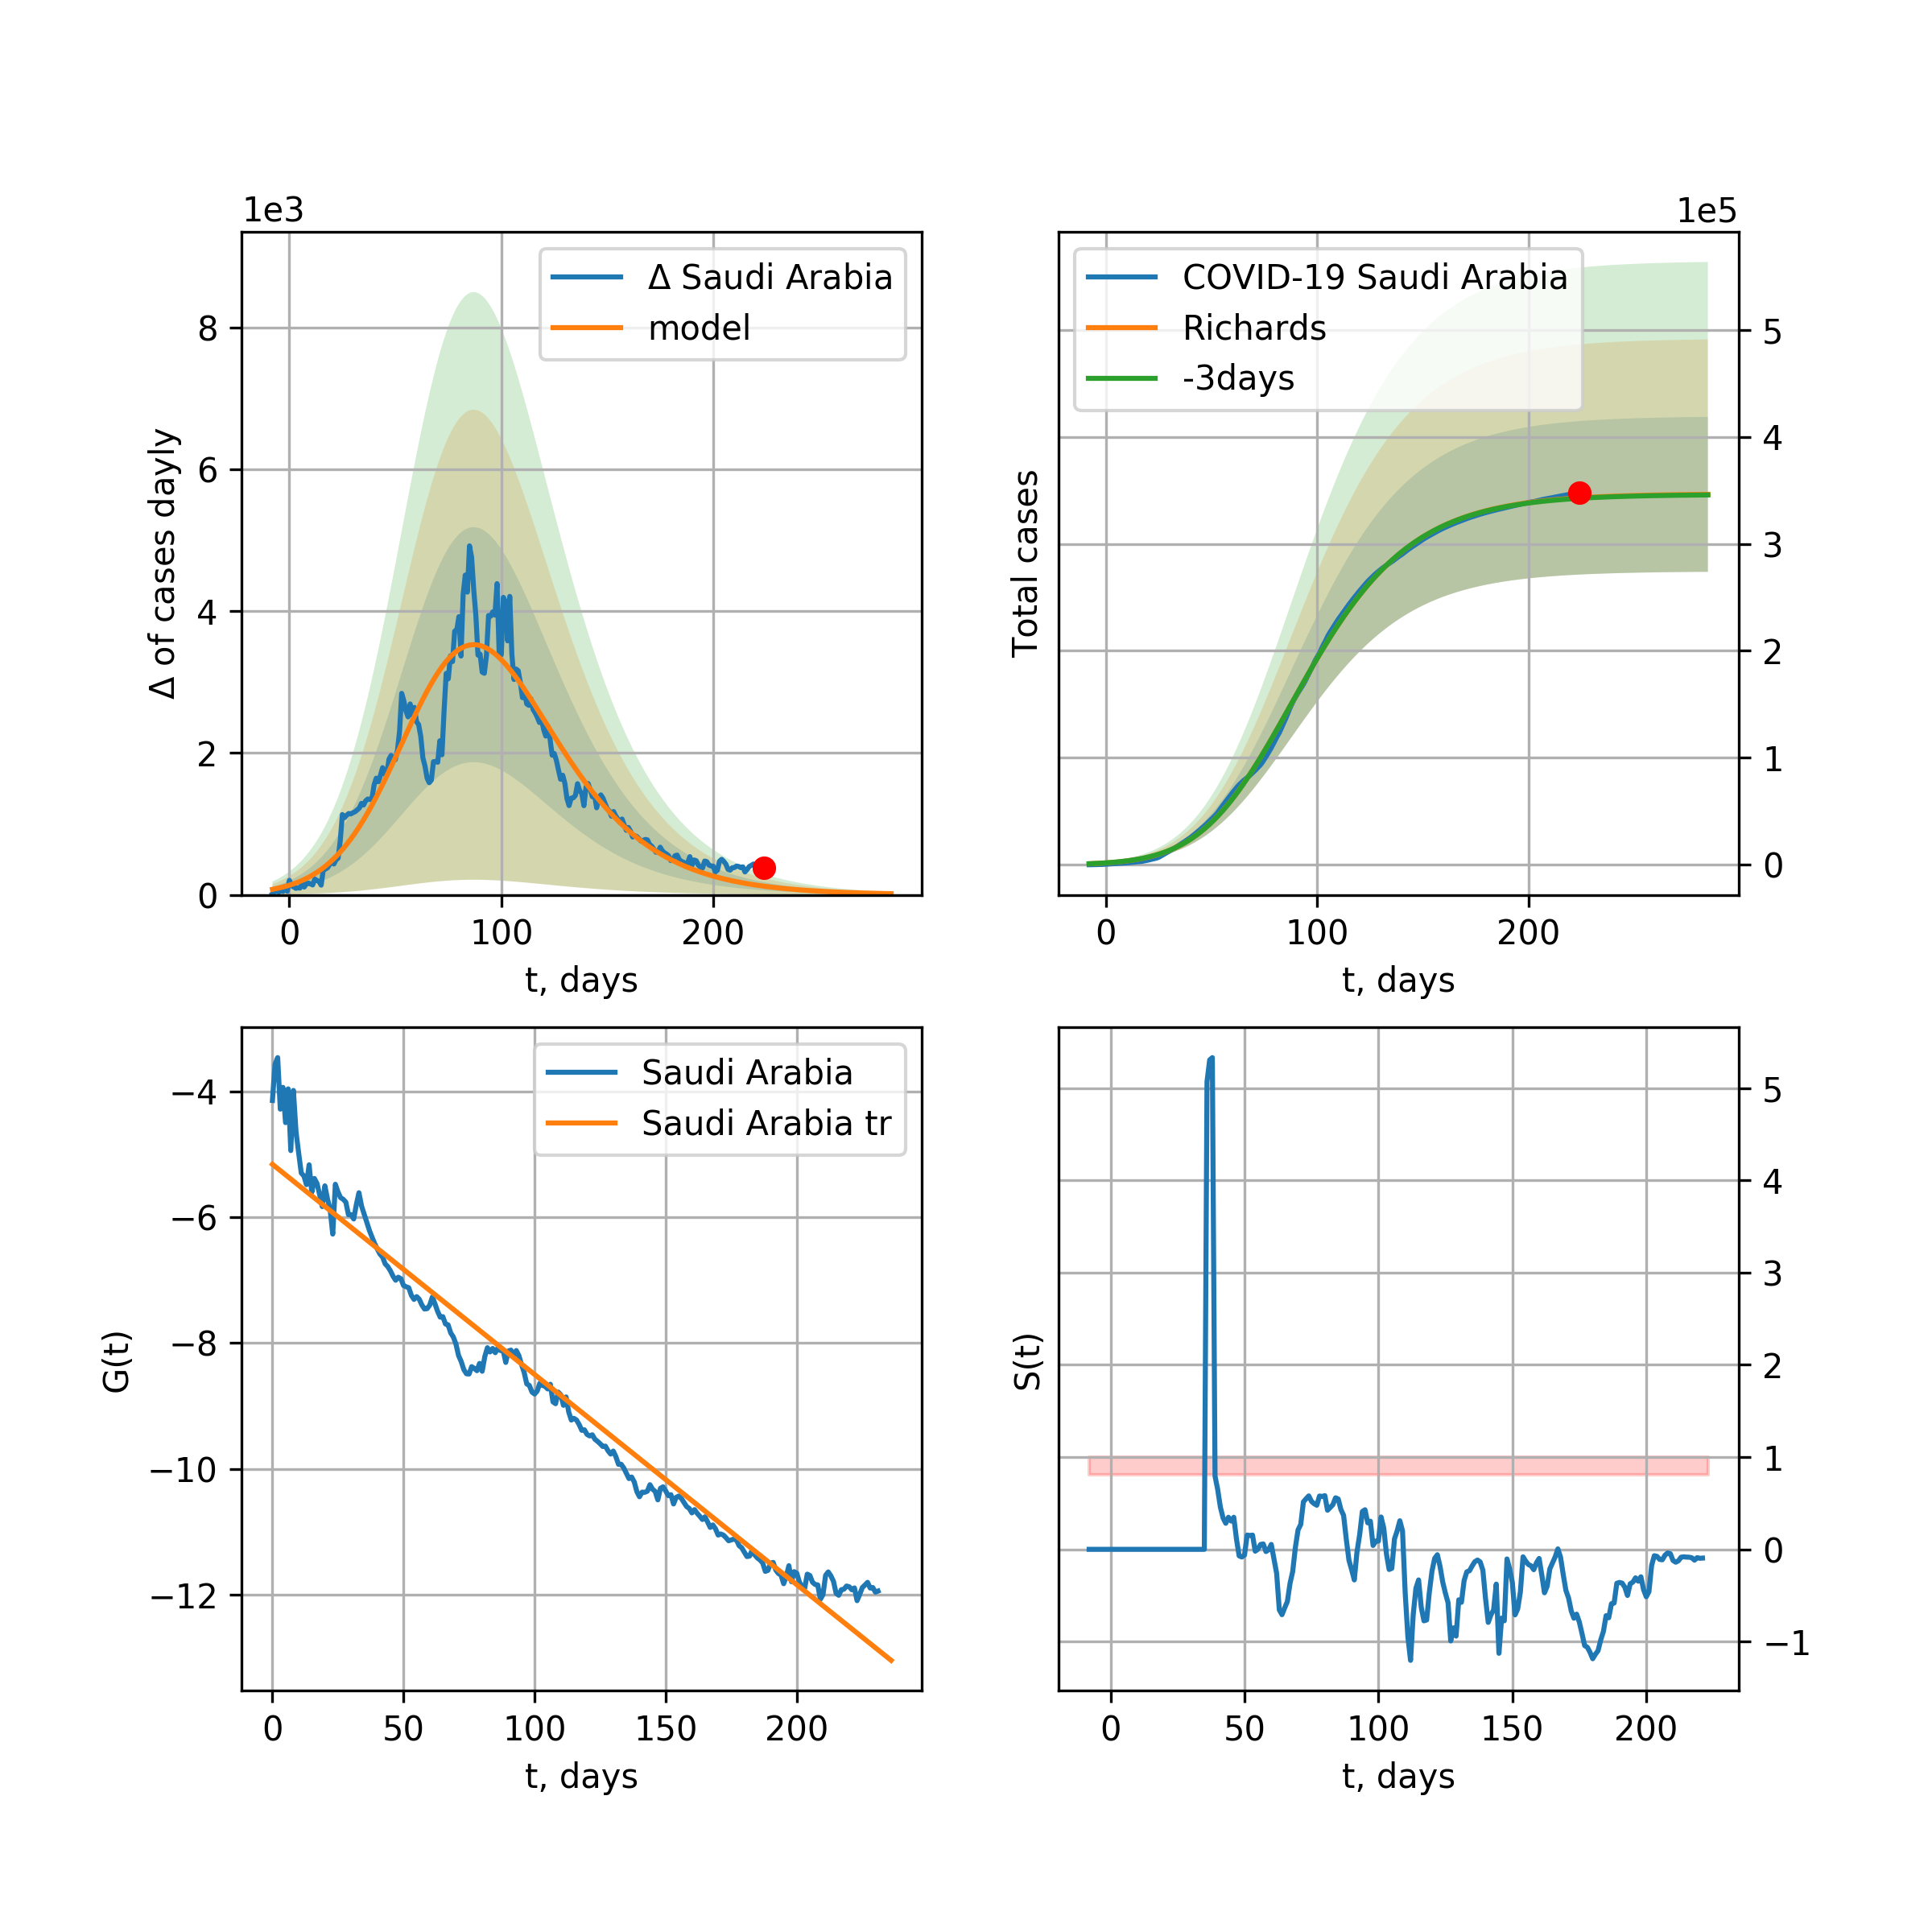 1e3
Δ Saudi Arabia
model
8
6
4
2
0
Δ of cases dayly
0 100 200
t, days
1e5
COVID-19 Saudi Arabia
Richards
-3days
Total cases
5
4
3
2
1
0
0 100 200
t, days
Saudi Arabia
Saudi Arabia tr
−4
−6
−8
−10
−12
G(t)
0 50 100 150 200
t, days
S(t)
5
4
3
2
1
0
−1
0 50 100 150 200
t, days